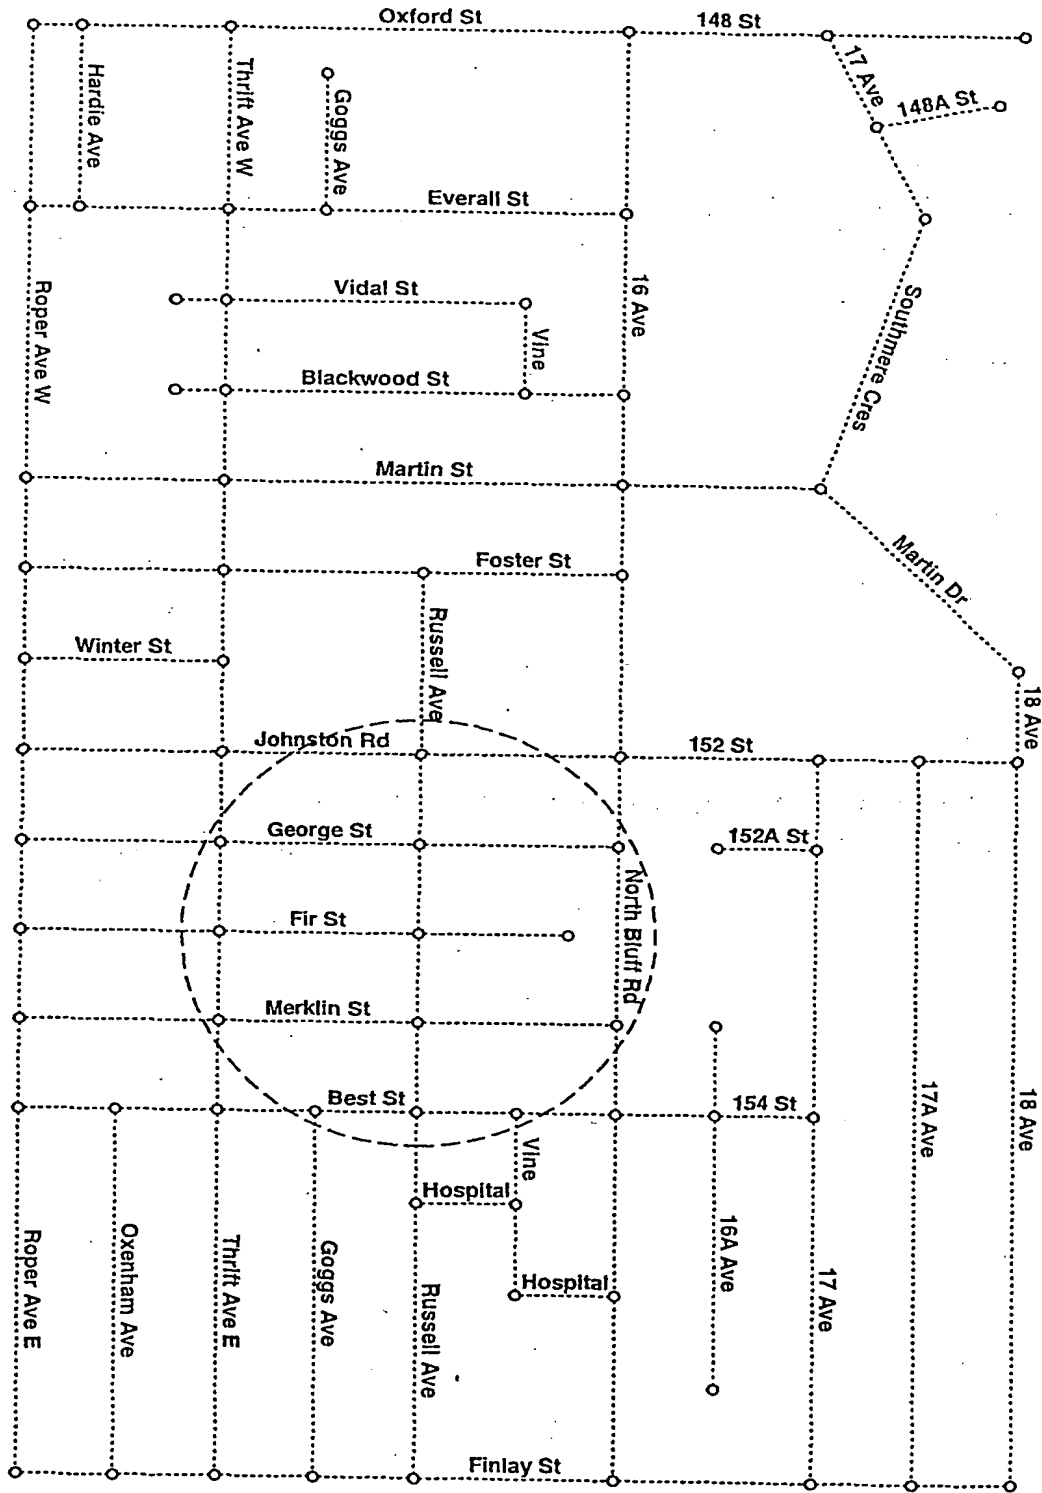 Oxford St
148 St
17 Ave
148A St
Hardie Ave
Thrift Ave W
Goggs Ave
Everall St
Roper Ave W
Vidal St
Vine
16 Ave
Southmere Cres
Blackwood St
Martin St
Foster St
Martin Dr
Russell Ave
Winter St
18 Ave
Johnston Rd
152 St
George St
152A St
North Bluff Rd
Fir St
Merklin St
Best St
154 St
17A Ave
18 Ave
Vine
Hospital
Roper Ave E
Oxenham Ave
Thrift Ave E
Goggs Ave
Russell Ave
Hospital
16A Ave
17 Ave
Finlay St